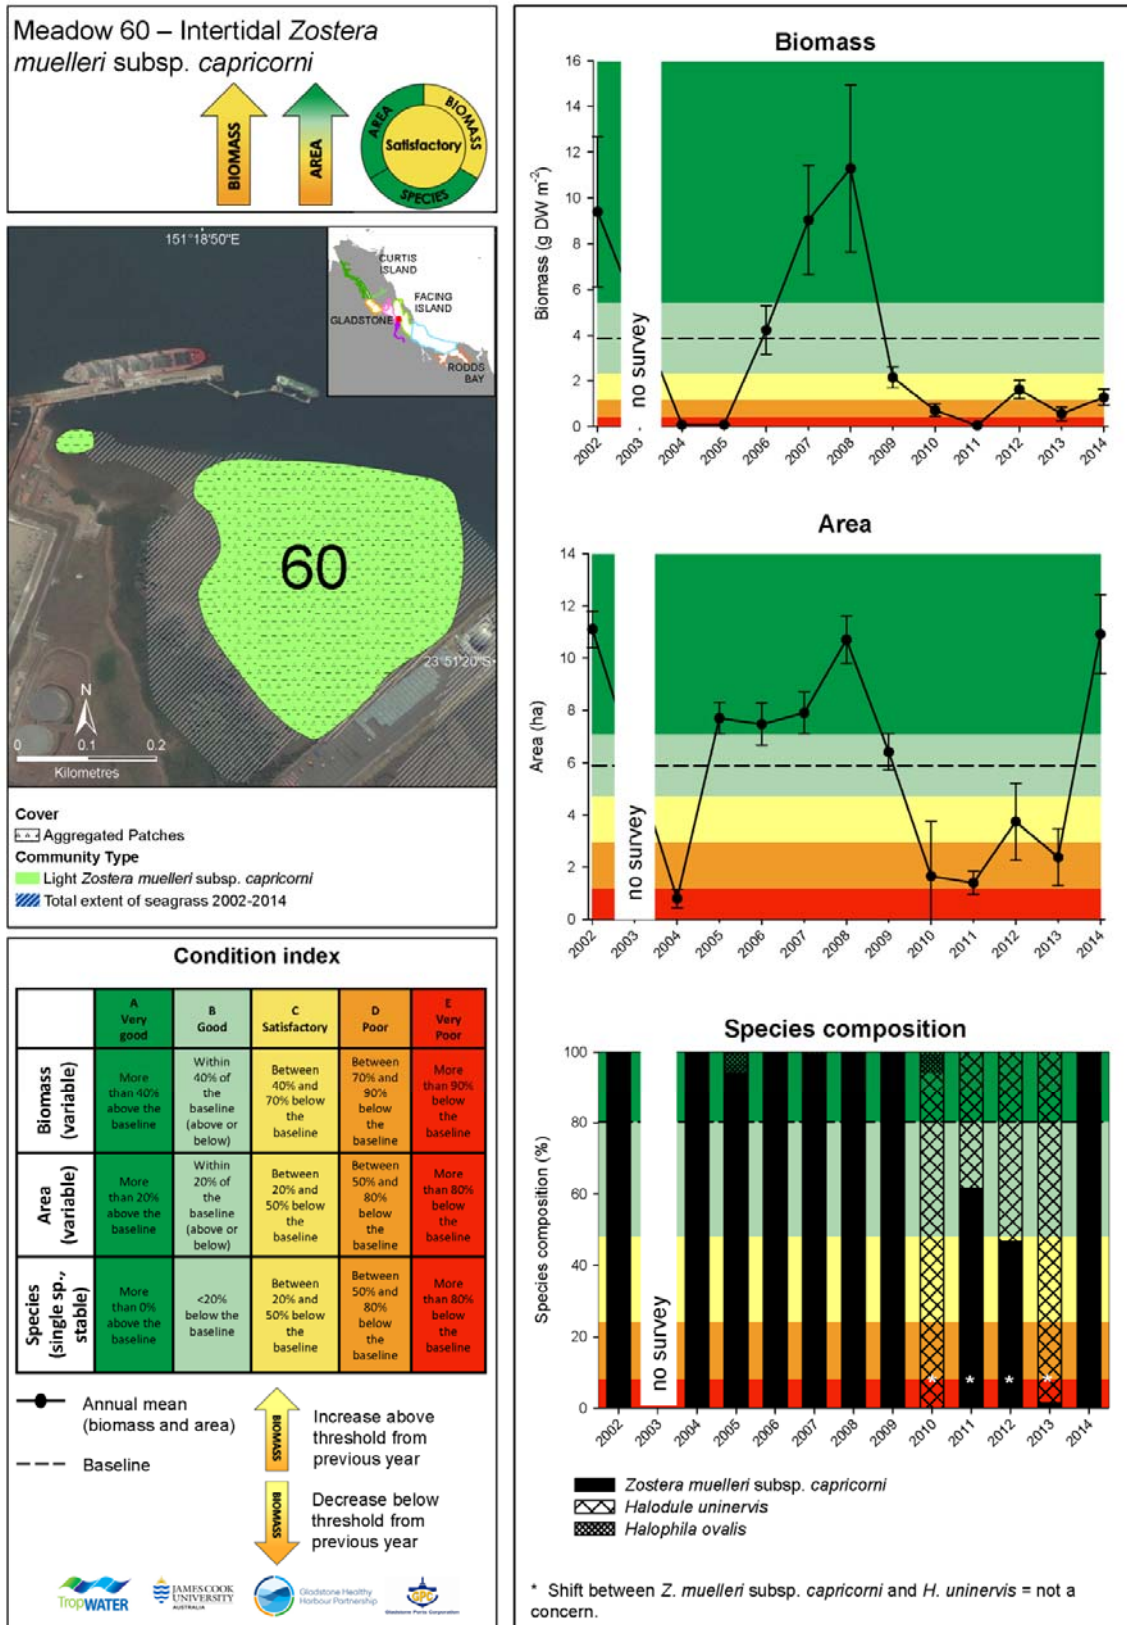 Meadow 60 – Intertidal Zostera
muelleri subsp. capricorni
BIOMASS
AREA
AREA
BIOMASS
SPECIES
Satisfactory
151°18'50"E
CURTIS
ISLAND
FACING
ISLAND
GLADSTONE
RODDS
BAY
60
23°51'20"S
N
0 0.1 0.2
Kilometres
Cover
Aggregated Patches
Community Type
Light Zostera muelleri subsp. capricorni
Total extent of seagrass 2002-2014
Condition index
A
Very
good
B
Good
C
Satisfactory
D
Poor
E
Very
Poor
Biomass
(variable)
More
than 40%
above the
baseline
Within
40% of
the
baseline
(above or
below)
Between
40% and
70% below
the
baseline
Between
70% and
90%
below
the
baseline
More
than 90%
below
the
baseline
Area
(variable)
More
than 20%
above the
baseline
Within
20% of
the
baseline
(above or
below)
Between
20% and
50% below
the
baseline
Between
50% and
80%
below
the
baseline
More
than 80%
below
the
baseline
Species
(single sp.,
stable)
More
than 0%
above the
baseline
<20%
below the
baseline
Between
20% and
50% below
the
baseline
Between
50% and
80%
below
the
baseline
More
than 80%
below
the
baseline
Annual mean
(biomass and area)
Baseline
BIOMASS
Increase above
threshold from
previous year
BIOMASS
Decrease below
threshold from
previous year
TropWATER
JAMES COOK
UNIVERSITY
AUSTRALIA
Gladstone Healthy
Harbour Partnership
GPC
Gladstone Ports Corporation
Biomass
Biomass (g DW m-2)
16
14
12
10
8
6
4
2
0
no survey
2002 2003 2004 2005 2006 2007 2008 2009 2010 2011 2012 2013 2014
Area
Area (ha)
14
12
10
8
6
4
2
0
no survey
2002 2003 2004 2005 2006 2007 2008 2009 2010 2011 2012 2013 2014
Species composition
Species composition (%)
100
80
60
40
20
0
no survey
* * * *
2002 2003 2004 2005 2006 2007 2008 2009 2010 2011 2012 2013 2014
Zostera muelleri subsp. capricorni
Halodule uninervis
Halophila ovalis
* Shift between Z. muelleri subsp. capricorni and H. uninervis = not a
concern.